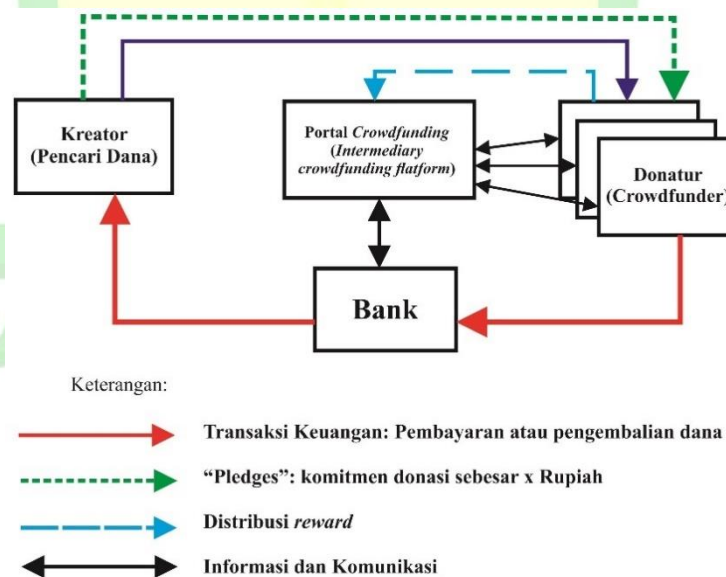 Kreator
(Pencari Dana)
Portal Crowdfunding
(Intermediary
crowdfunding flatform)
Donatur
(Crowdfunder)
Bank
Keterangan:
Transaksi Keuangan: Pembayaran atau pengembalian dana
“Pledges”: komitmen donasi sebesar x Rupiah
Distribusi reward
Informasi dan Komunikasi